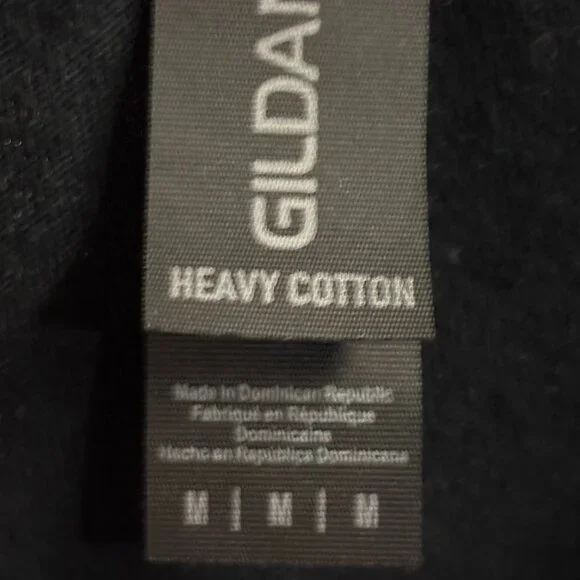 GILDAN
HEAVY COTTON
Made in Dominican Republic
Fabriqué en République
Dominicaine
Hecho en República Dominicana
M | M | M